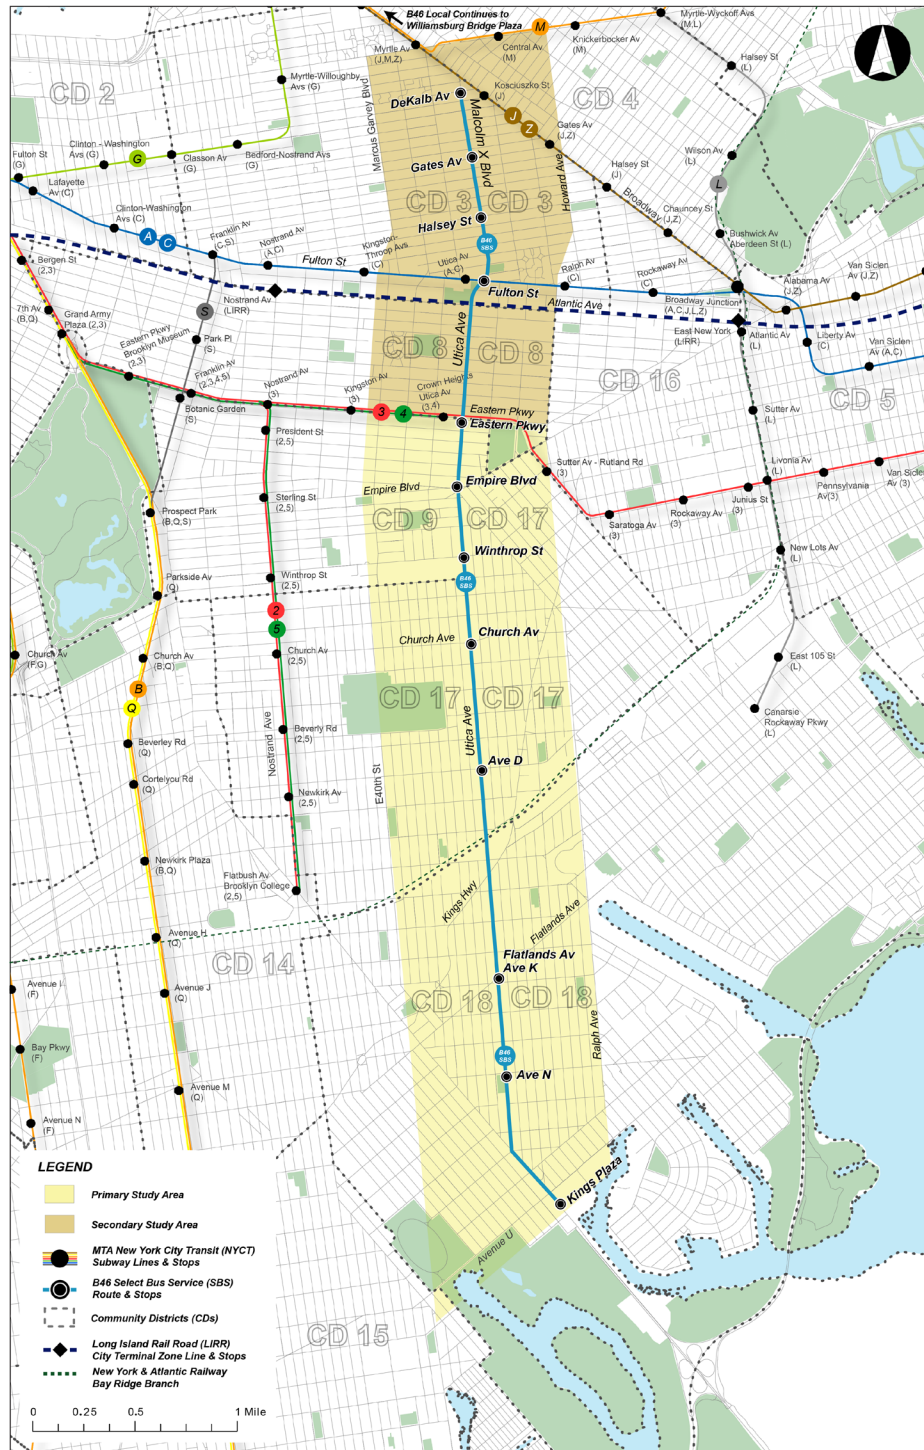 B46 Local Continues to
Williamsburg Bridge Plaza
Myrtle-Wyckoff Avs
(M,L)
M
Knickerbocker Av
(M)
Central Av
(M)
Myrtle Av
(J,M,Z)
Halsey St
(L)
CD 2
Myrtle-Willoughby
Avs (G)
Marcus Garvey Blvd
DeKalb Av
Kosciuszko St
(J)
CD 4
Malcolm X Blvd
J
Z
Gates Av
(J,Z)
Fulton St
(G)
Clinton - Washington
Avs (G)
G
Classon Av
(G)
Bedford-Nostrand Avs
(G)
Gates Av
Howard Ave
Wilson Av
(L)
Halsey St
(J)
L
Lafayette
Av (C)
CD 3
CD 3
Broadway
Clinton-Washington
Avs (C)
A
C
Halsey St
Chauncey St
(J,Z)
Bushwick Av
Aberdeen St (L)
Franklin Av
(C,S)
Nostrand Av
(A,C)
Kingston-
Throop Avs
(C)
B46
SBS
Bergen St
(2,3)
Fulton St
Utica Av
(A,C)
Ralph Av
(C)
Rockaway Av
(C)
Alabama Av
(J,Z)
Van Siclen
Av (J,Z)
Fulton St
Nostrand Av
(LIRR)
Atlantic Ave
Broadway Junction
(A,C,J,L,Z)
7th Av
(B,Q)
Grand Army
Plaza (2,3)
S
Park Pl
(S)
Utica Ave
East New York
(LIRR)
Atlantic Av
(L)
Liberty Av
(C)
Van Siclen
Av (A,C)
Eastern Pkwy
Brooklyn Museum
(2,3)
CD 8
CD 8
CD 16
CD 5
Franklin Av
(2,3,4,5)
Nostrand Av
(3)
Kingston Av
(3)
Crown Heights
Utica Av
(3,4)
3
4
Eastern Pkwy
Eastern Pkwy
Botanic Garden
(S)
Sutter Av
(L)
President St
(2,5)
Sutter Av - Rutland Rd
(3)
Livonia Av
(L)
Empire Blvd
Empire Blvd
Sterling St
(2,5)
Pennsylvania
Av(3)
Van Siclen
Av (3)
Junius St
(3)
Rockaway Av
(3)
Saratoga Av
(3)
Prospect Park
(B,Q,S)
CD 9
CD 17
Winthrop St
New Lots Av
(L)
Parkside Av
(Q)
Winthrop St
(2,5)
B46
SBS
2
5
Church Ave
Church Av
Church Av
(F,G)
Church Av
(B,Q)
Church Av
(2,5)
East 105 St
(L)
B
Q
CD 17
CD 17
Canarsie
Rockaway Pkwy
(L)
Beverley Rd
(Q)
Nostrand Ave
Beverly Rd
(2,5)
Utica Ave
Ave D
Cortelyou Rd
(Q)
Newkirk Av
(2,5)
E40th St
Newkirk Plaza
(B,Q)
Flatbush Av
Brooklyn College
(2,5)
Kings Hwy
Flatlands Ave
Avenue H
(Q)
CD 14
Flatlands Av
Ave K
Avenue I
(F)
Avenue J
(Q)
CD 18
CD 18
Ralph Ave
Bay Pkwy
(F)
B46
SBS
Ave N
Avenue M
(Q)
Avenue N
(F)
Kings Plaza
Avenue U
CD 15
LEGEND
Primary Study Area
Secondary Study Area
MTA New York City Transit (NYCT)
Subway Lines & Stops
B46 Select Bus Service (SBS)
Route & Stops
Community Districts (CDs)
Long Island Rail Road (LIRR)
City Terminal Zone Line & Stops
New York & Atlantic Railway
Bay Ridge Branch
0 0.25 0.5 1 Mile